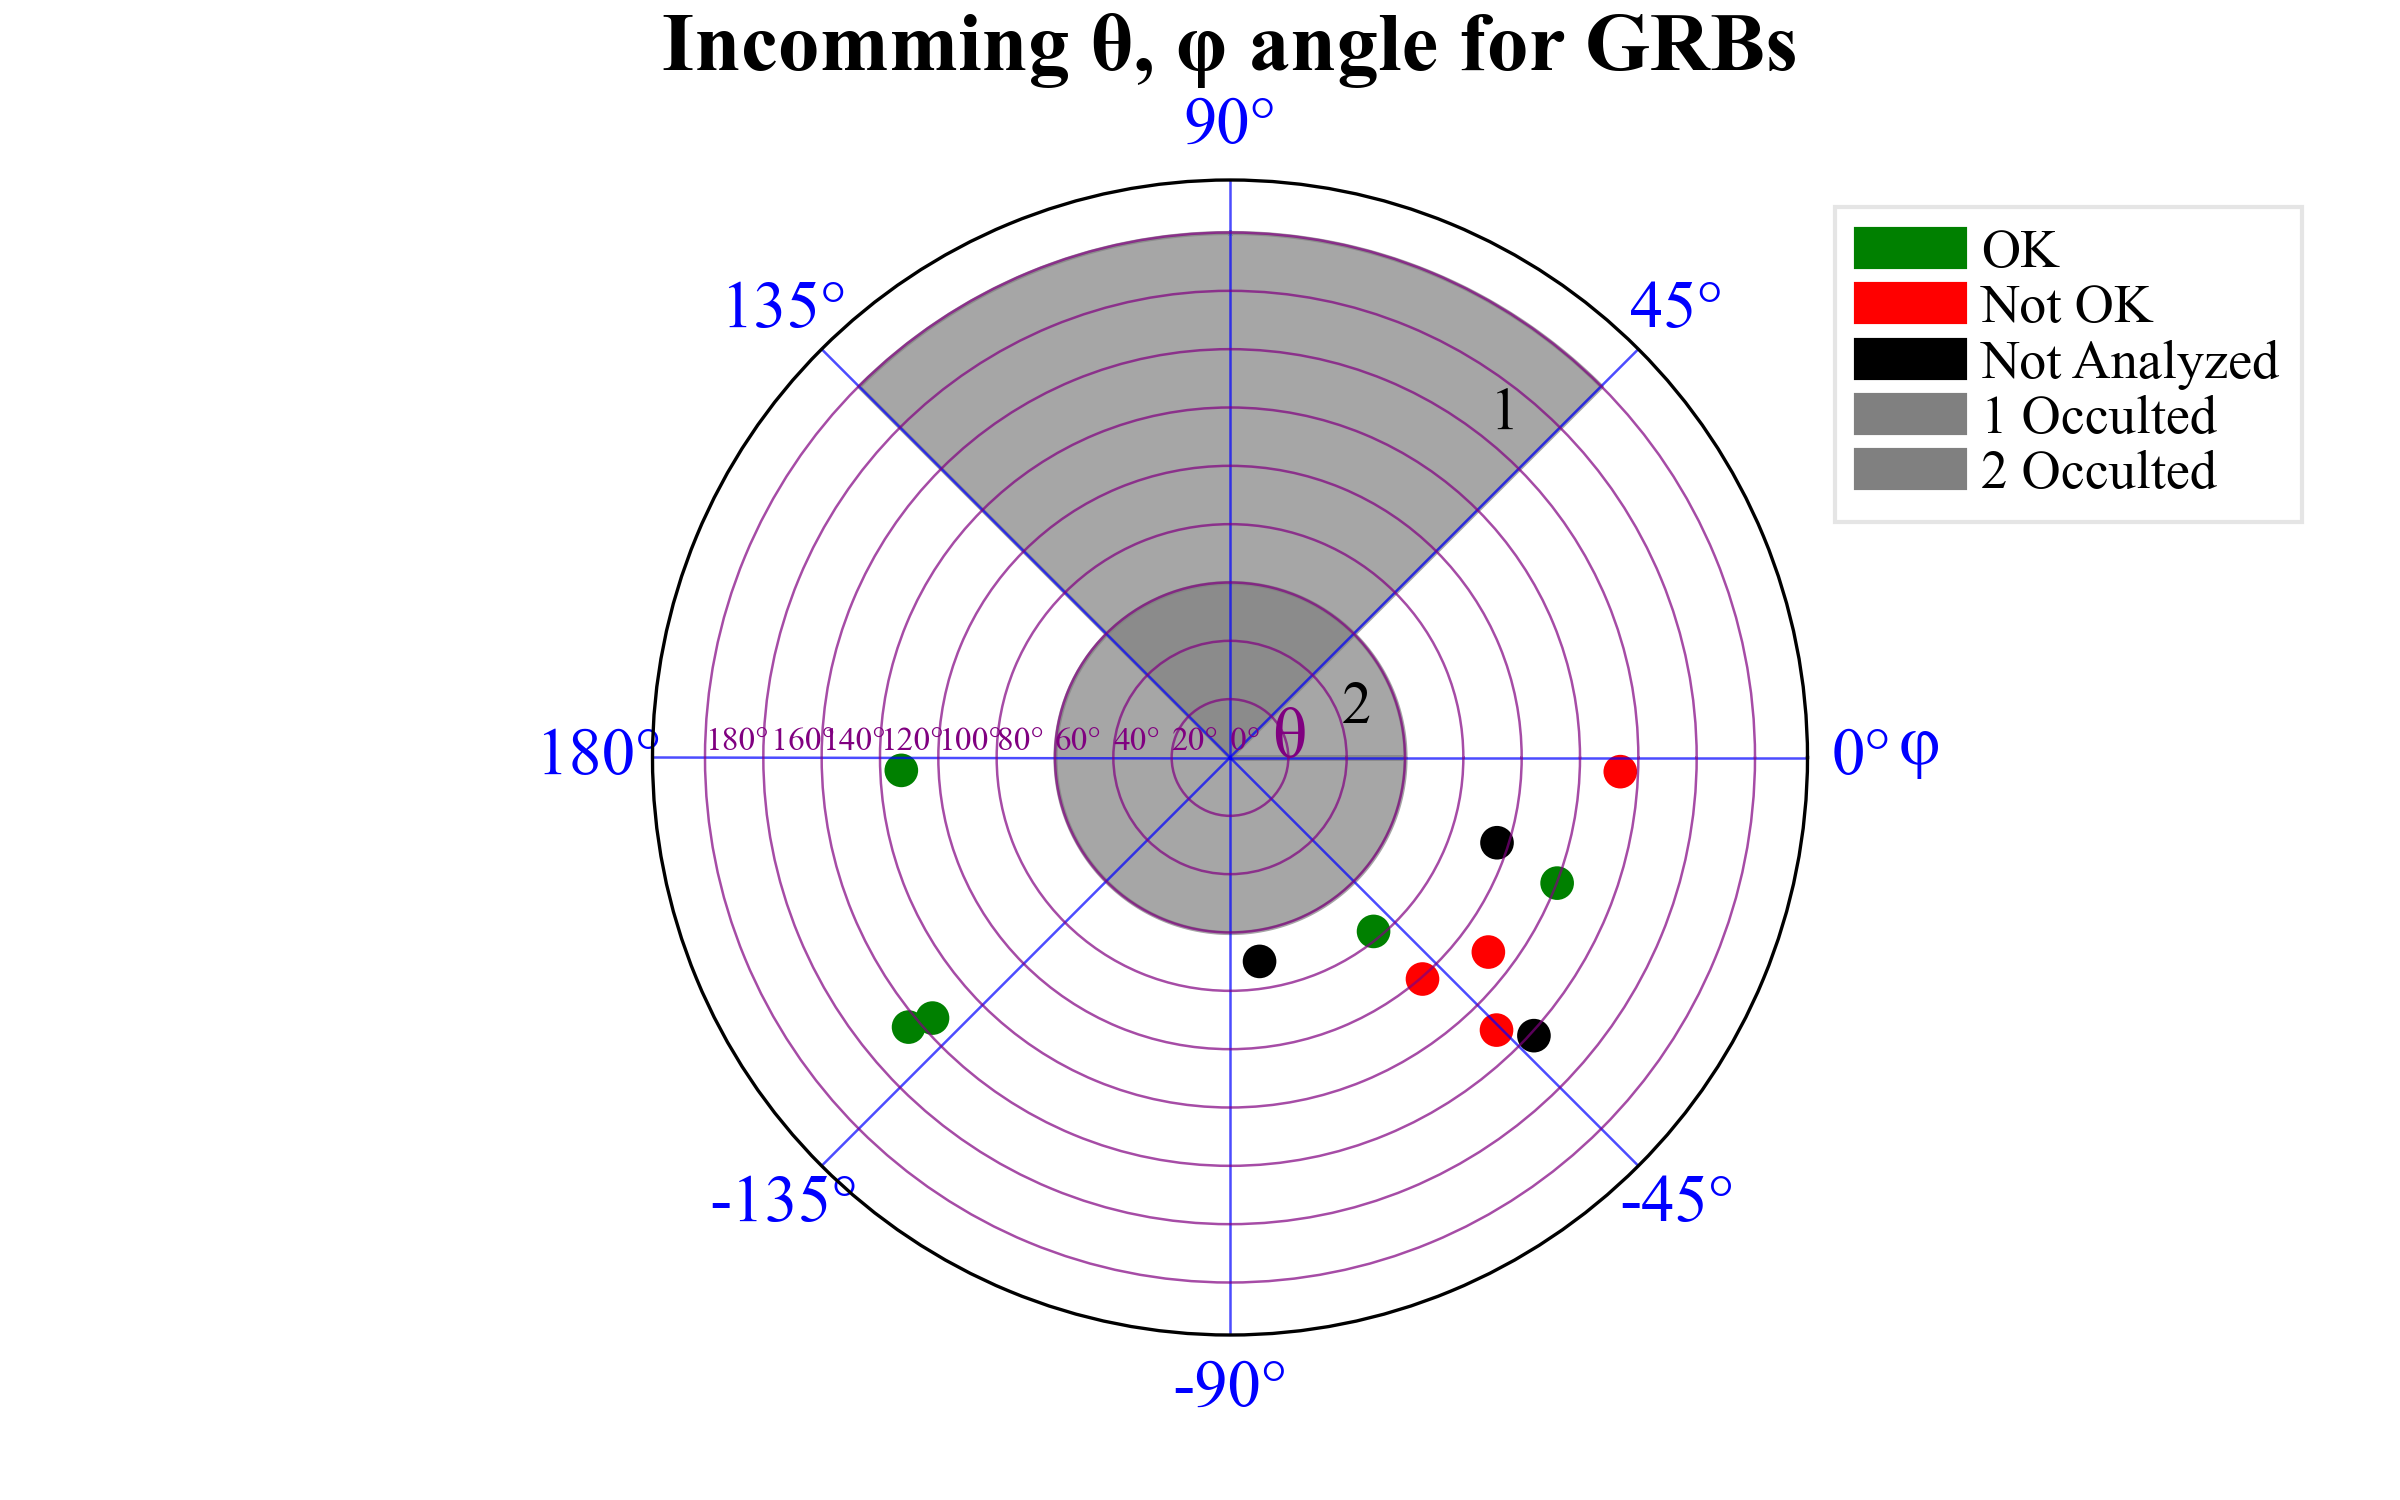 Incomming θ, φ angle for GRBs
90°
135°
45°
OK
Not OK
Not Analyzed
1 Occulted
2 Occulted
1
2
θ
180°
180° 160° 140° 120° 100° 80° 60° 40° 20° 0°
0° φ
-135°
-45°
-90°